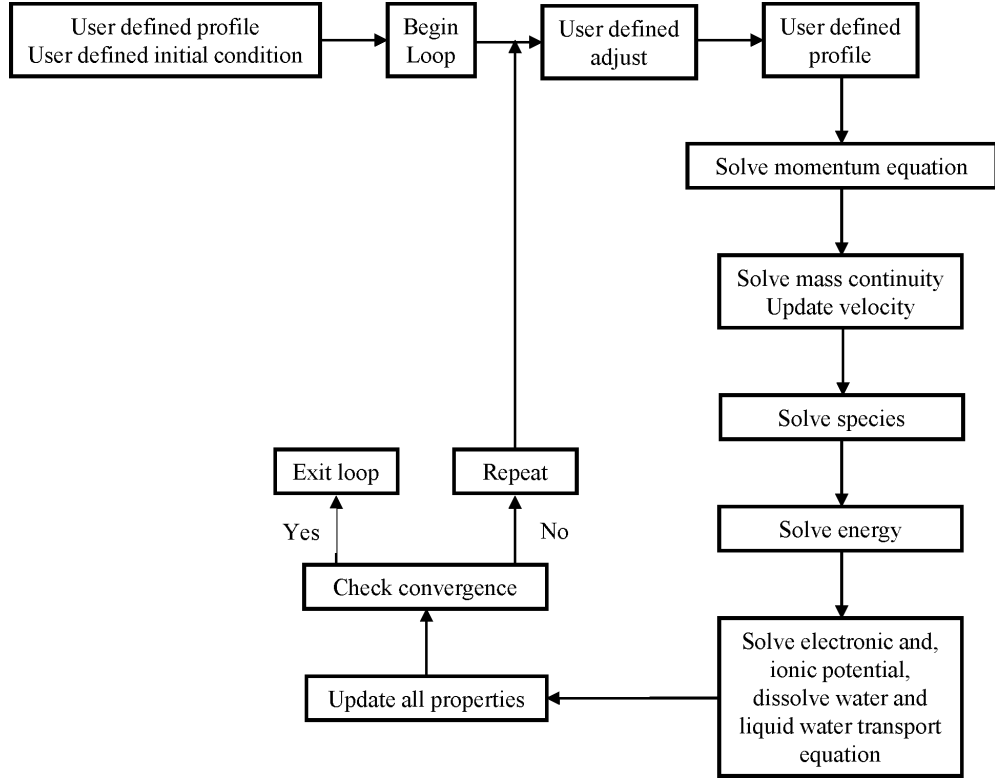 User defined profile
User defined initial condition
Begin
Loop
User defined
adjust
User defined
profile
Solve momentum equation
Solve mass continuity
Update velocity
Solve species
Solve energy
Solve electronic and,
ionic potential,
dissolve water and
liquid water transport
equation
Update all properties
Check convergence
Yes
No
Exit loop
Repeat